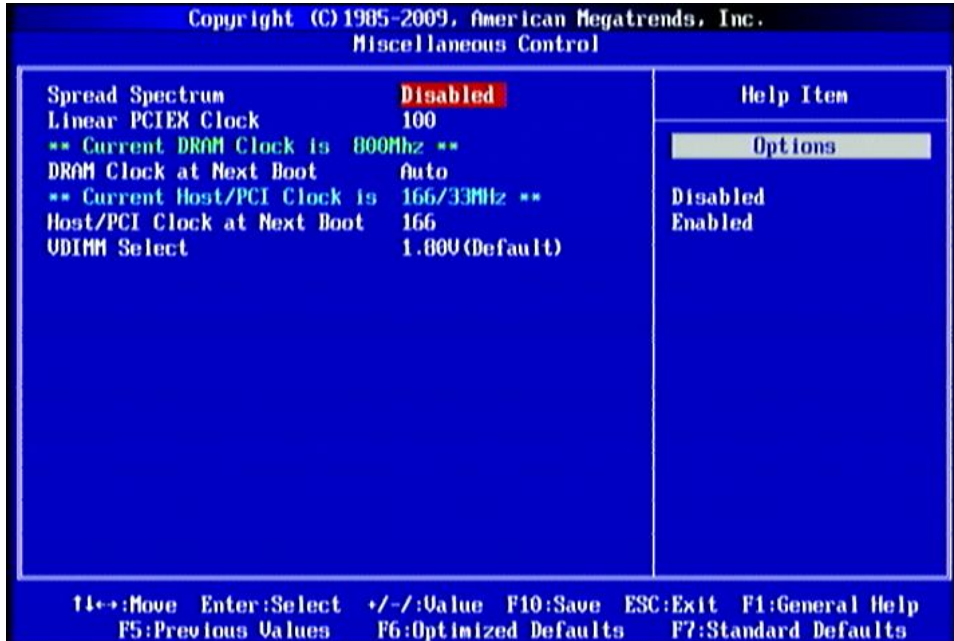 Copyright (C)1985-2009, American Megatrends, Inc.
Miscellaneous Control
Spread Spectrum Disabled
Linear PCIEX Clock 100
** Current DRAM Clock is 800Mhz **
DRAM Clock at Next Boot Auto
** Current Host/PCI Clock is 166/33MHz **
Host/PCI Clock at Next Boot 166
VDIMM Select 1.80V(Default)
Help Item
Options
Disabled
Enabled
↑↓←→:Move Enter:Select +/-/:Value F10:Save ESC:Exit F1:General Help
F5:Previous Values F6:Optimized Defaults F7:Standard Defaults